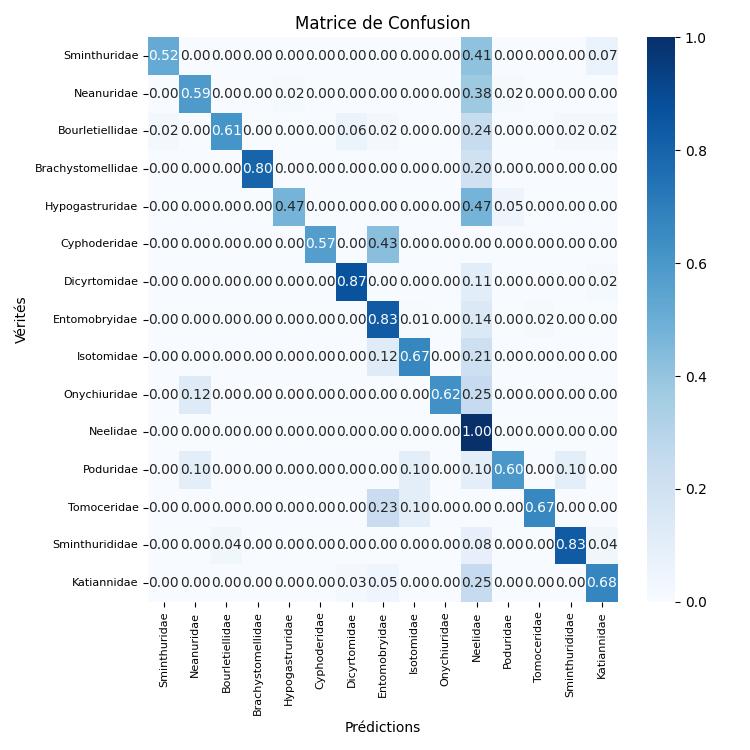 Matrice de Confusion
Sminthuridae 0.52 0.00 0.00 0.00 0.00 0.00 0.00 0.00 0.00 0.00 0.41 0.00 0.00 0.00 0.07
Neanuridae 0.00 0.59 0.00 0.00 0.02 0.00 0.00 0.00 0.00 0.00 0.38 0.02 0.00 0.00 0.00
Bourletiellidae 0.02 0.00 0.61 0.00 0.00 0.00 0.06 0.02 0.00 0.00 0.24 0.00 0.00 0.02 0.02
Brachystomellidae 0.00 0.00 0.00 0.80 0.00 0.00 0.00 0.00 0.00 0.00 0.20 0.00 0.00 0.00 0.00
Hypogastruridae 0.00 0.00 0.00 0.00 0.47 0.00 0.00 0.00 0.00 0.00 0.47 0.05 0.00 0.00 0.00
Cyphoderidae 0.00 0.00 0.00 0.00 0.00 0.57 0.00 0.43 0.00 0.00 0.00 0.00 0.00 0.00 0.00
Dicyrtomidae 0.00 0.00 0.00 0.00 0.00 0.00 0.87 0.00 0.00 0.00 0.11 0.00 0.00 0.00 0.02
Entomobryidae 0.00 0.00 0.00 0.00 0.00 0.00 0.00 0.83 0.01 0.00 0.14 0.00 0.02 0.00 0.00
Isotomidae 0.00 0.00 0.00 0.00 0.00 0.00 0.00 0.12 0.67 0.00 0.21 0.00 0.00 0.00 0.00
Onychiuridae 0.00 0.12 0.00 0.00 0.00 0.00 0.00 0.00 0.00 0.62 0.25 0.00 0.00 0.00 0.00
Neelidae 0.00 0.00 0.00 0.00 0.00 0.00 0.00 0.00 0.00 0.00 1.00 0.00 0.00 0.00 0.00
Poduridae 0.00 0.10 0.00 0.00 0.00 0.00 0.00 0.00 0.10 0.00 0.10 0.60 0.00 0.10 0.00
Tomoceridae 0.00 0.00 0.00 0.00 0.00 0.00 0.00 0.23 0.10 0.00 0.00 0.00 0.67 0.00 0.00
Sminthurididae 0.00 0.00 0.04 0.00 0.00 0.00 0.00 0.00 0.00 0.00 0.08 0.00 0.00 0.83 0.04
Katiannidae 0.00 0.00 0.00 0.00 0.00 0.00 0.03 0.05 0.00 0.00 0.25 0.00 0.00 0.00 0.68
Vérités
Sminthuridae
Neanuridae
Bourletiellidae
Brachystomellidae
Hypogastruridae
Cyphoderidae
Dicyrtomidae
Entomobryidae
Isotomidae
Onychiuridae
Neelidae
Poduridae
Tomoceridae
Sminthurididae
Katiannidae
Prédictions
1.0
0.8
0.6
0.4
0.2
0.0